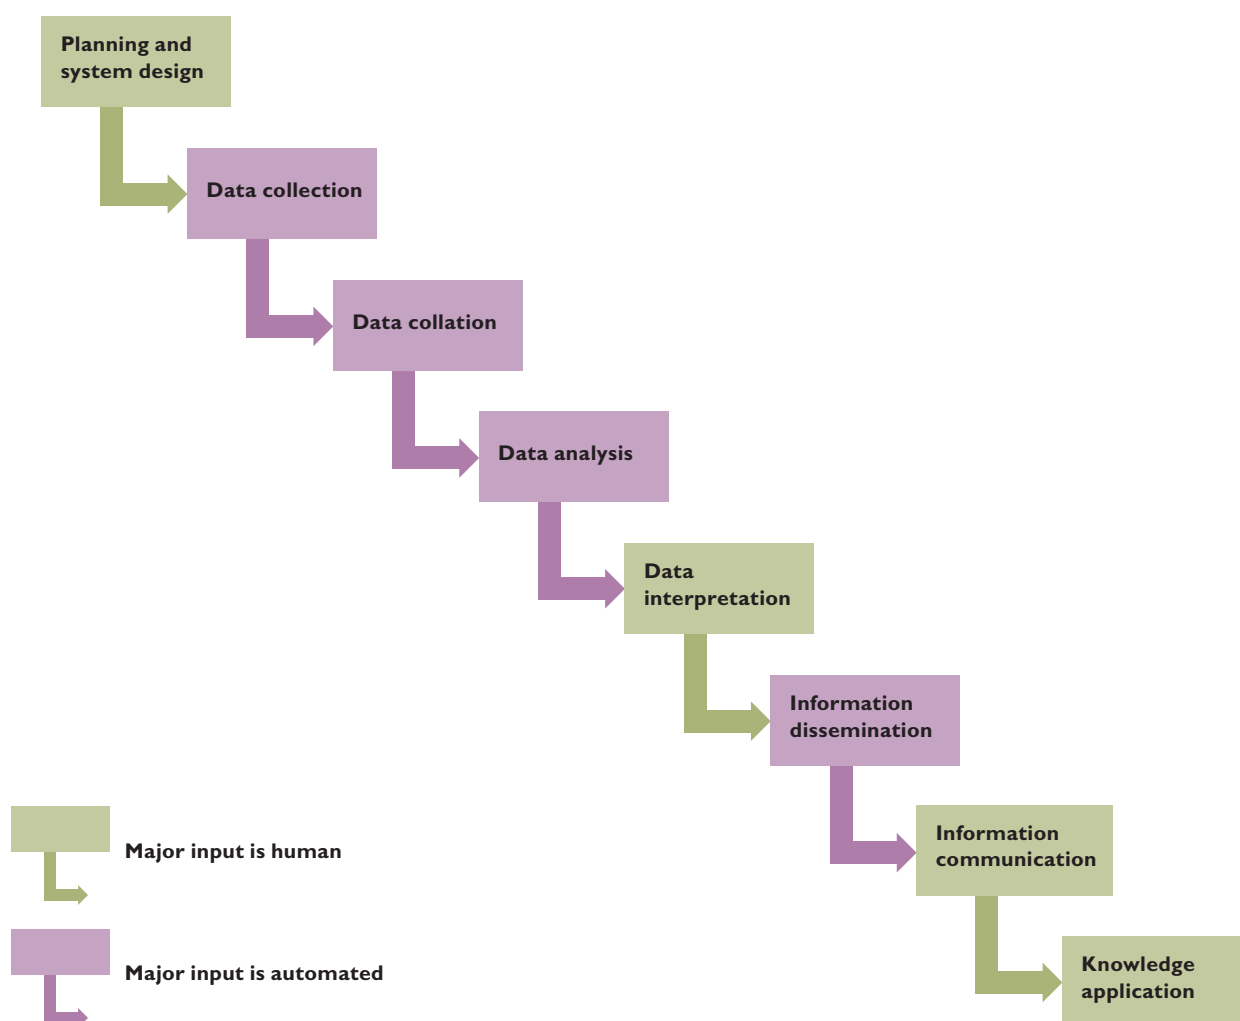 Planning and
system design
Data collection
Data collation
Data analysis
Data
interpretation
Information
dissemination
Information
communication
Knowledge
application
Major input is human
Major input is automated